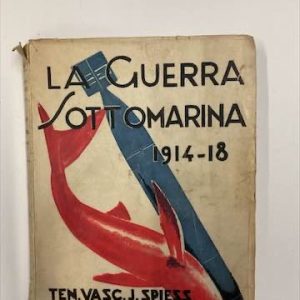 LA GUERRA
SOTTOMARINA
1914-18
TEN. VASC. J. SPIESS